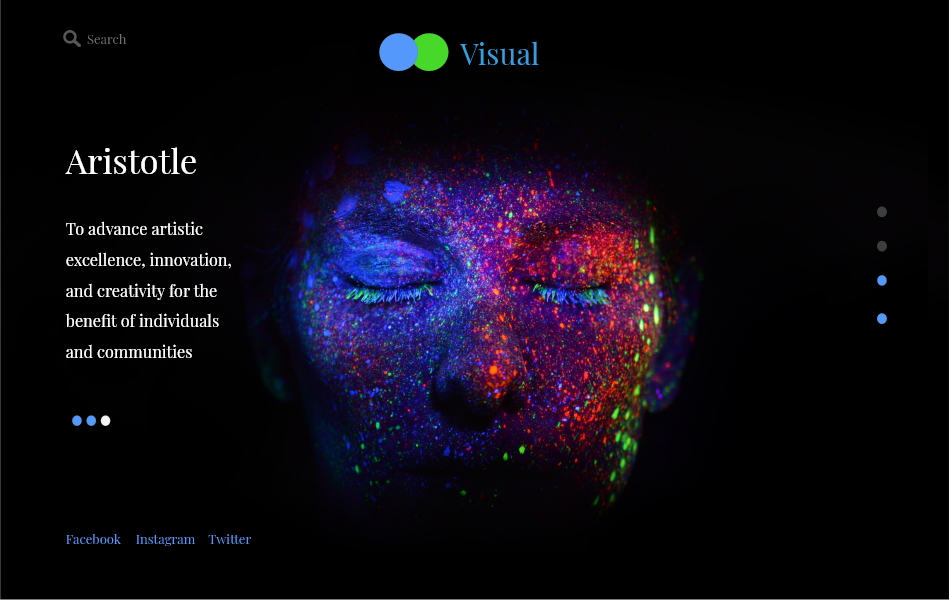 Search
Visual
Aristotle
To advance artistic
excellence, innovation,
and creativity for the
benefit of individuals
and communities
Facebook Instagram Twitter